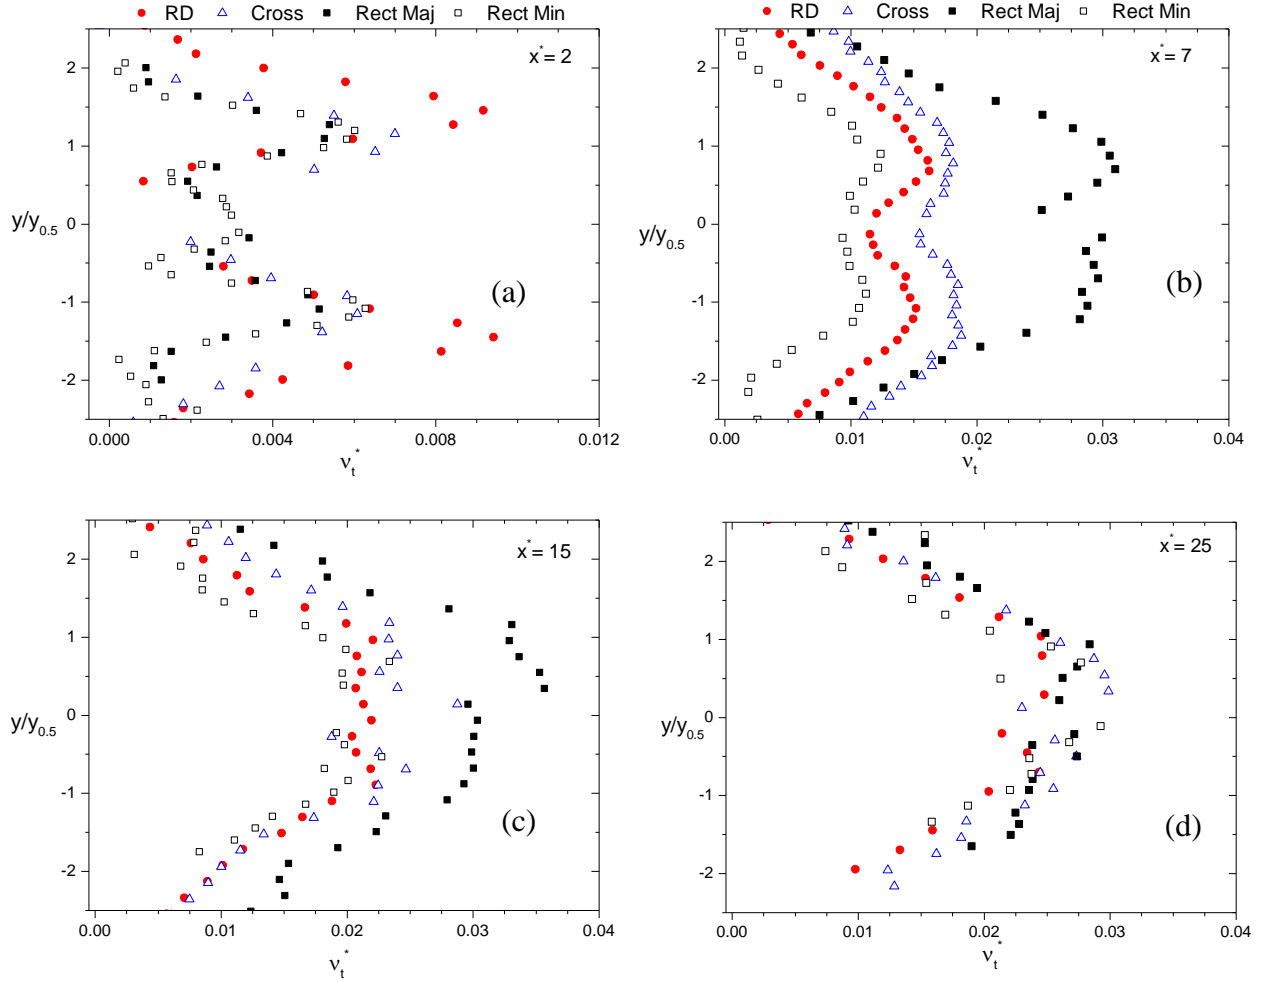 RD Cross Rect Maj Rect Min
x*= 2
2
1
0
-1
-2
y/y0.5
(a)
0.000 0.004 0.008 0.012
νt*
RD Cross Rect Maj Rect Min
x*= 7
2
1
0
-1
-2
y/y0.5
(b)
0.00 0.01 0.02 0.03 0.04
νt*
x*= 15
2
1
0
-1
-2
y/y0.5
(c)
0.00 0.01 0.02 0.03 0.04
νt*
x*= 25
2
1
0
-1
-2
y/y0.5
(d)
0.00 0.01 0.02 0.03 0.04
νt*